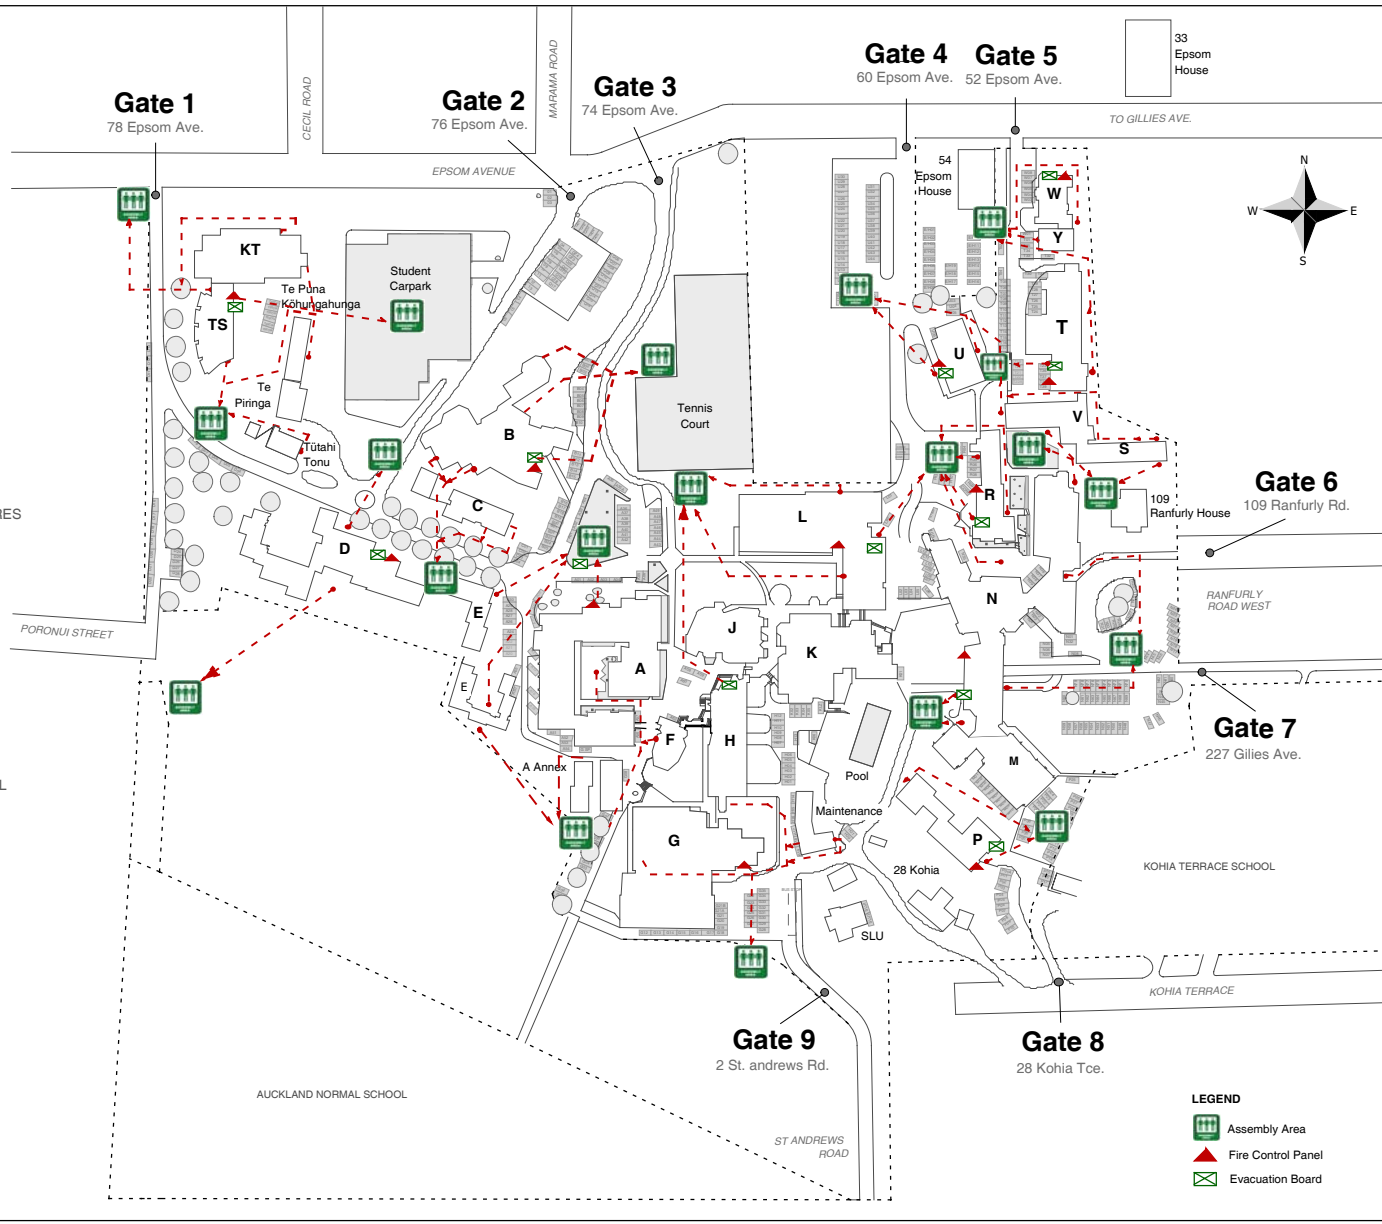 33
Epsom
House
Gate 4
60 Epsom Ave.
Gate 5
52 Epsom Ave.
Gate 3
74 Epsom Ave.
Gate 2
76 Epsom Ave.
Gate 1
78 Epsom Ave.
CECIL ROAD
MARAMA ROAD
TO GILLIES AVE.
EPSOM AVENUE
54
Epsom
House
N
W
E
S
W
Y
KT
Student
Carpark
Te Puna
Kōhungahunga
TS
T
U
Te
Piringa
Tennis
Court
V
B
Tūtahi
Tonu
S
R
109
Ranfurly House
Gate 6
109 Ranfurly Rd.
C
L
RES
D
N
RANFURLY
ROAD WEST
E
PORONUI STREET
J
K
A
E
Gate 7
227 Gilies Ave.
F
H
M
A Annex
Pool
L
Maintenance
G
P
28 Kohia
KOHIA TERRACE SCHOOL
SLU
KOHIA TERRACE
Gate 9
2 St. andrews Rd.
Gate 8
28 Kohia Tce.
AUCKLAND NORMAL SCHOOL
ST ANDREWS
ROAD
LEGEND
Assembly Area
Fire Control Panel
Evacuation Board